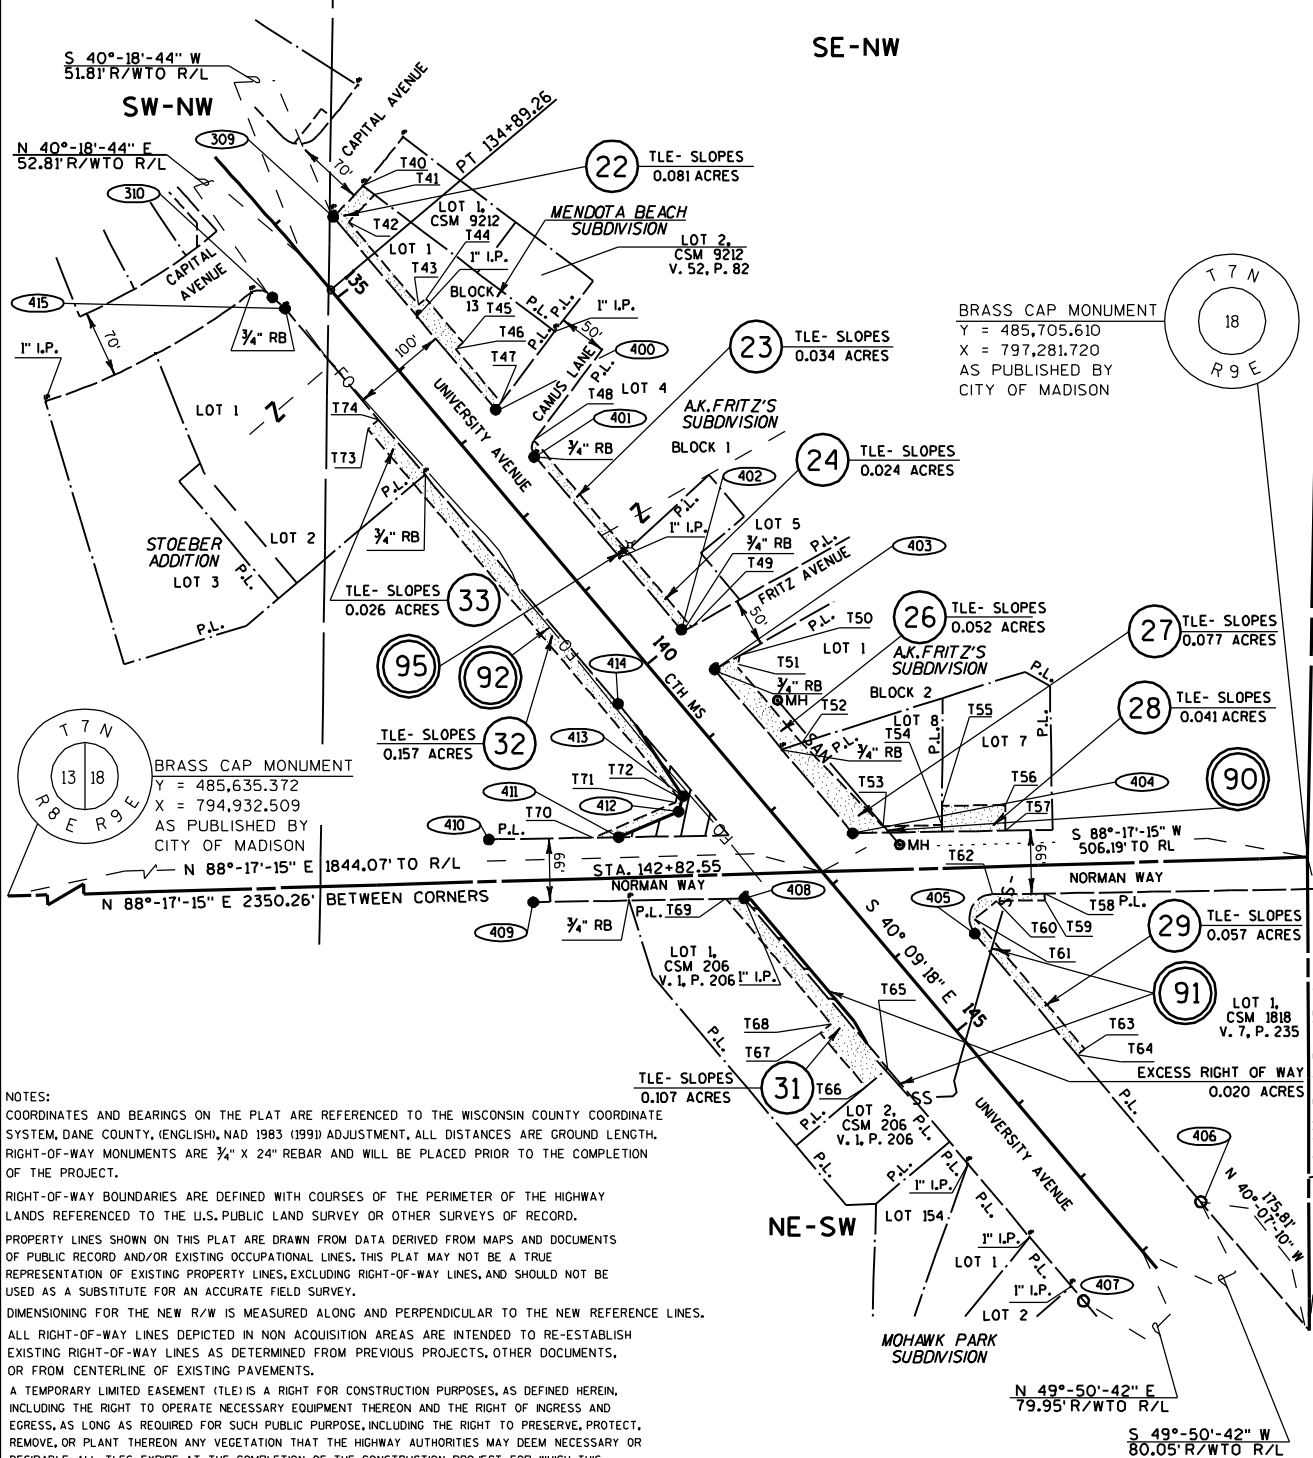 SE-NW
S 40°-18'-44" W
51.81' R/WTO R/L
SW-NW
CAPITAL AVENUE
PT 134+89.26
309
70'
22
TLE- SLOPES
0.081 ACRES
N 40°-18'-44" E
52.81' R/WTO R/L
310
T40
T41
LOT 1,
CSM 9212
MENDOTA BEACH
SUBDIVISION
T42
LOT 1
T44
1" I.P.
LOT 2,
CSM 9212
V. 52, P. 82
T43
CAPITAL
AVENUE
135
BLOCK
13
T45
P.L.
P.L.
P.L.
1" I.P.
415
3/4" RB
T46
50'
70'
100'
T47
400
P.L.
1" I.P.
23
TLE- SLOPES
0.034 ACRES
BRASS CAP MONUMENT
Y = 485,705.610
X = 797,281.720
AS PUBLISHED BY
CITY OF MADISON
T 7 N
18
R 9 E
UNIVERSITY AVENUE
CAMUS LANE
T48
LOT 4
401
A.K.FRITZ'S
SUBDIVISION
3/4" RB
BLOCK 1
LOT 1
Z
T74
T73
24
TLE- SLOPES
0.024 ACRES
402
P.L.
Z
P.L.
1" I.P.
LOT 5
3/4" RB
P.L.
T49
403
FRITZ AVENUE
STOEBER
ADDITION
LOT 3
LOT 2
3/4" RB
P.L.
P.L.
TLE- SLOPES
0.026 ACRES
33
50'
T50
P.L.
LOT 1
26
TLE- SLOPES
0.052 ACRES
27
TLE- SLOPES
0.077 ACRES
95
92
140
414
CTH MS
T51
3/4" RB
MH
A.K.FRITZ'S
SUBDIVISION
P.L.
BLOCK 2
T52
LOT 8
T55
28
TLE- SLOPES
0.041 ACRES
SAN
P.L.
T54
P.L.
LOT 7
P.L.
3/4" RB
TLE- SLOPES
0.157 ACRES
32
413
T 7 N
13 18
R 8 E R 9 E
BRASS CAP MONUMENT
Y = 485,635.372
X = 794,932.509
AS PUBLISHED BY
CITY OF MADISON
T72
T71
411
412
T70
T53
T56
T57
404
90
410
P.L.
66'
MH
S 88°-17'-15" W
506.19' TO RL
N 88°-17'-15" E 1844.07' TO R/L
STA. 142+82.55
T62
66'
N 88°-17'-15" E 2350.26' BETWEEN CORNERS
NORMAN WAY
408
NORMAN WAY
SS
405
T58
P.L.
409
3/4" RB
P.L.
T69
S 40° 09' 18" E
T60
T59
29
TLE- SLOPES
0.057 ACRES
LOT 1,
CSM 206
V. 1, P. 206
1" I.P.
T61
T65
91
LOT 1,
CSM 1818
V. 7, P. 235
145
T68
T67
T63
T64
P.L.
TLE- SLOPES
0.107 ACRES
31
T66
EXCESS RIGHT OF WAY
0.020 ACRES
SS
P.L.
LOT 2,
CSM 206
V. 1, P. 206
P.L.
UNIVERSITY AVENUE
P.L.
406
P.L.
P.L.
1" I.P.
N 40°-07'-10" W
175.81'
NE-SW
LOT 154
P.L.
1" I.P.
LOT 1
P.L.
1" I.P.
407
LOT 2
MOHAWK PARK
SUBDIVISION
N 49°-50'-42" E
79.95' R/WTO R/L
S 49°-50'-42" W
80.05' R/WTO R/L
NOTES:
COORDINATES AND BEARINGS ON THE PLAT ARE REFERENCED TO THE WISCONSIN COUNTY COORDINATE
SYSTEM, DANE COUNTY, (ENGLISH), NAD 1983 (1991) ADJUSTMENT, ALL DISTANCES ARE GROUND LENGTH.
RIGHT-OF-WAY MONUMENTS ARE 3/4" X 24" REBAR AND WILL BE PLACED PRIOR TO THE COMPLETION
OF THE PROJECT.
RIGHT-OF-WAY BOUNDARIES ARE DEFINED WITH COURSES OF THE PERIMETER OF THE HIGHWAY
LANDS REFERENCED TO THE U.S. PUBLIC LAND SURVEY OR OTHER SURVEYS OF RECORD.
PROPERTY LINES SHOWN ON THIS PLAT ARE DRAWN FROM DATA DERIVED FROM MAPS AND DOCUMENTS
OF PUBLIC RECORD AND/OR EXISTING OCCUPATIONAL LINES. THIS PLAT MAY NOT BE A TRUE
REPRESENTATION OF EXISTING PROPERTY LINES, EXCLUDING RIGHT-OF-WAY LINES, AND SHOULD NOT BE
USED AS A SUBSTITUTE FOR AN ACCURATE FIELD SURVEY.
DIMENSIONING FOR THE NEW R/W IS MEASURED ALONG AND PERPENDICULAR TO THE NEW REFERENCE LINES.
ALL RIGHT-OF-WAY LINES DEPICTED IN NON ACQUISITION AREAS ARE INTENDED TO RE-ESTABLISH
EXISTING RIGHT-OF-WAY LINES AS DETERMINED FROM PREVIOUS PROJECTS, OTHER DOCUMENTS,
OR FROM CENTERLINE OF EXISTING PAVEMENTS.
A TEMPORARY LIMITED EASEMENT (TLE) IS A RIGHT FOR CONSTRUCTION PURPOSES, AS DEFINED HEREIN,
INCLUDING THE RIGHT TO OPERATE NECESSARY EQUIPMENT THEREON AND THE RIGHT OF INGRESS AND
EGRESS, AS LONG AS REQUIRED FOR SUCH PUBLIC PURPOSE, INCLUDING THE RIGHT TO PRESERVE, PROTECT,
REMOVE, OR PLANT THEREON ANY VEGETATION THAT THE HIGHWAY AUTHORITIES MAY DEEM NECESSARY OR